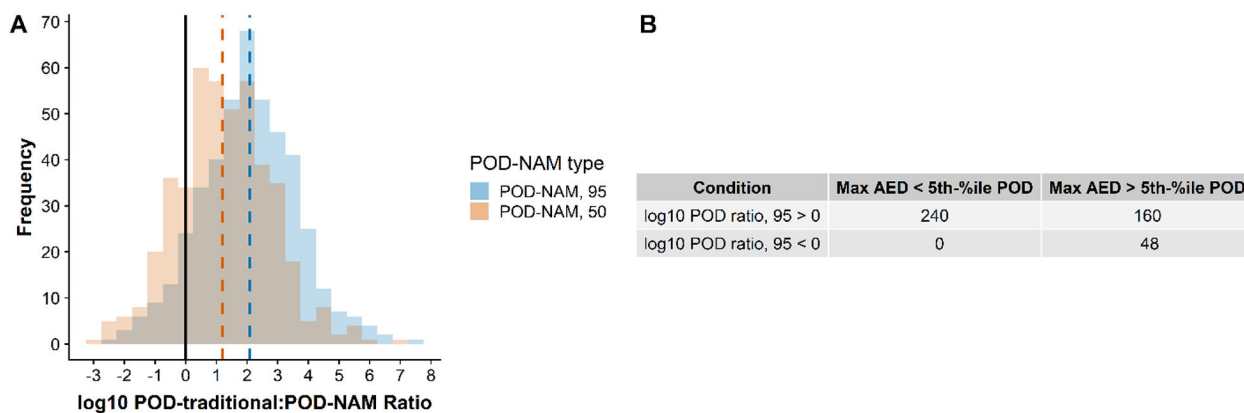 A
70
60
50
40
30
20
10
0
Frequency
-3 -2 -1 0 1 2 3 4 5 6 7 8
log10 POD-traditional:POD-NAM Ratio
POD-NAM type
POD-NAM, 95
POD-NAM, 50
B
Condition Max AED < 5th-%ile POD Max AED > 5th-%ile POD
log10 POD ratio, 95 > 0 240 160
log10 POD ratio, 95 < 0 0 48